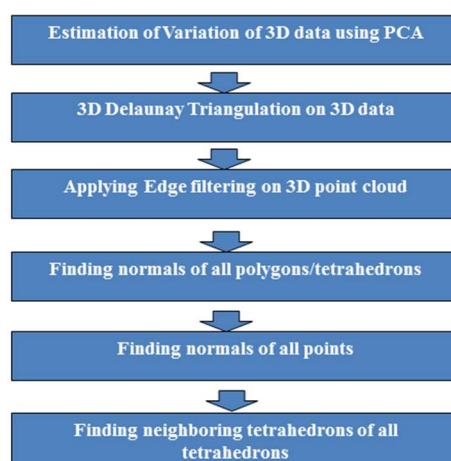 Estimation of Variation of 3D data using PCA
3D Delaunay Triangulation on 3D data
Applying Edge filtering on 3D point cloud
Finding normals of all polygons/tetrahedrons
Finding normals of all points
Finding neighboring tetrahedrons of all
tetrahedrons